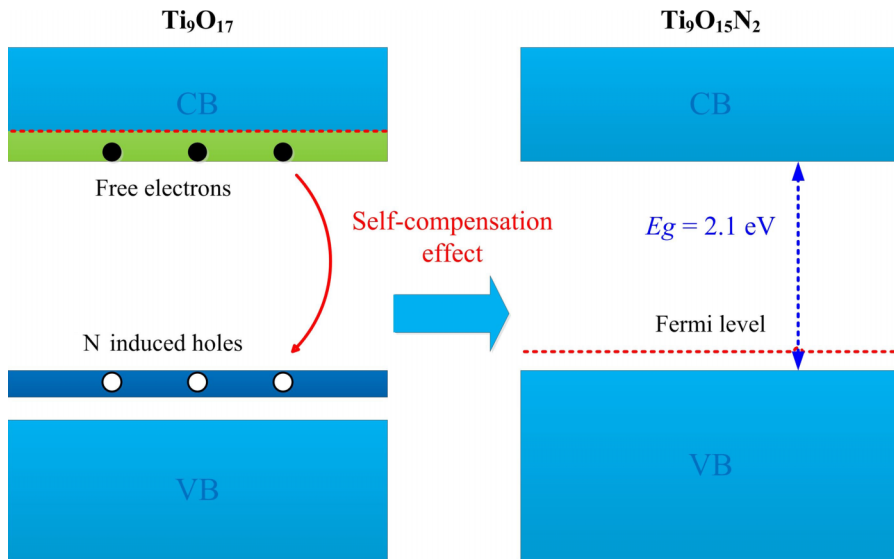 Ti₉O₁₇
CB
Free electrons
N induced holes
VB
Self-compensation
effect
Ti₉O₁₅N₂
CB
Eg = 2.1 eV
Fermi level
VB